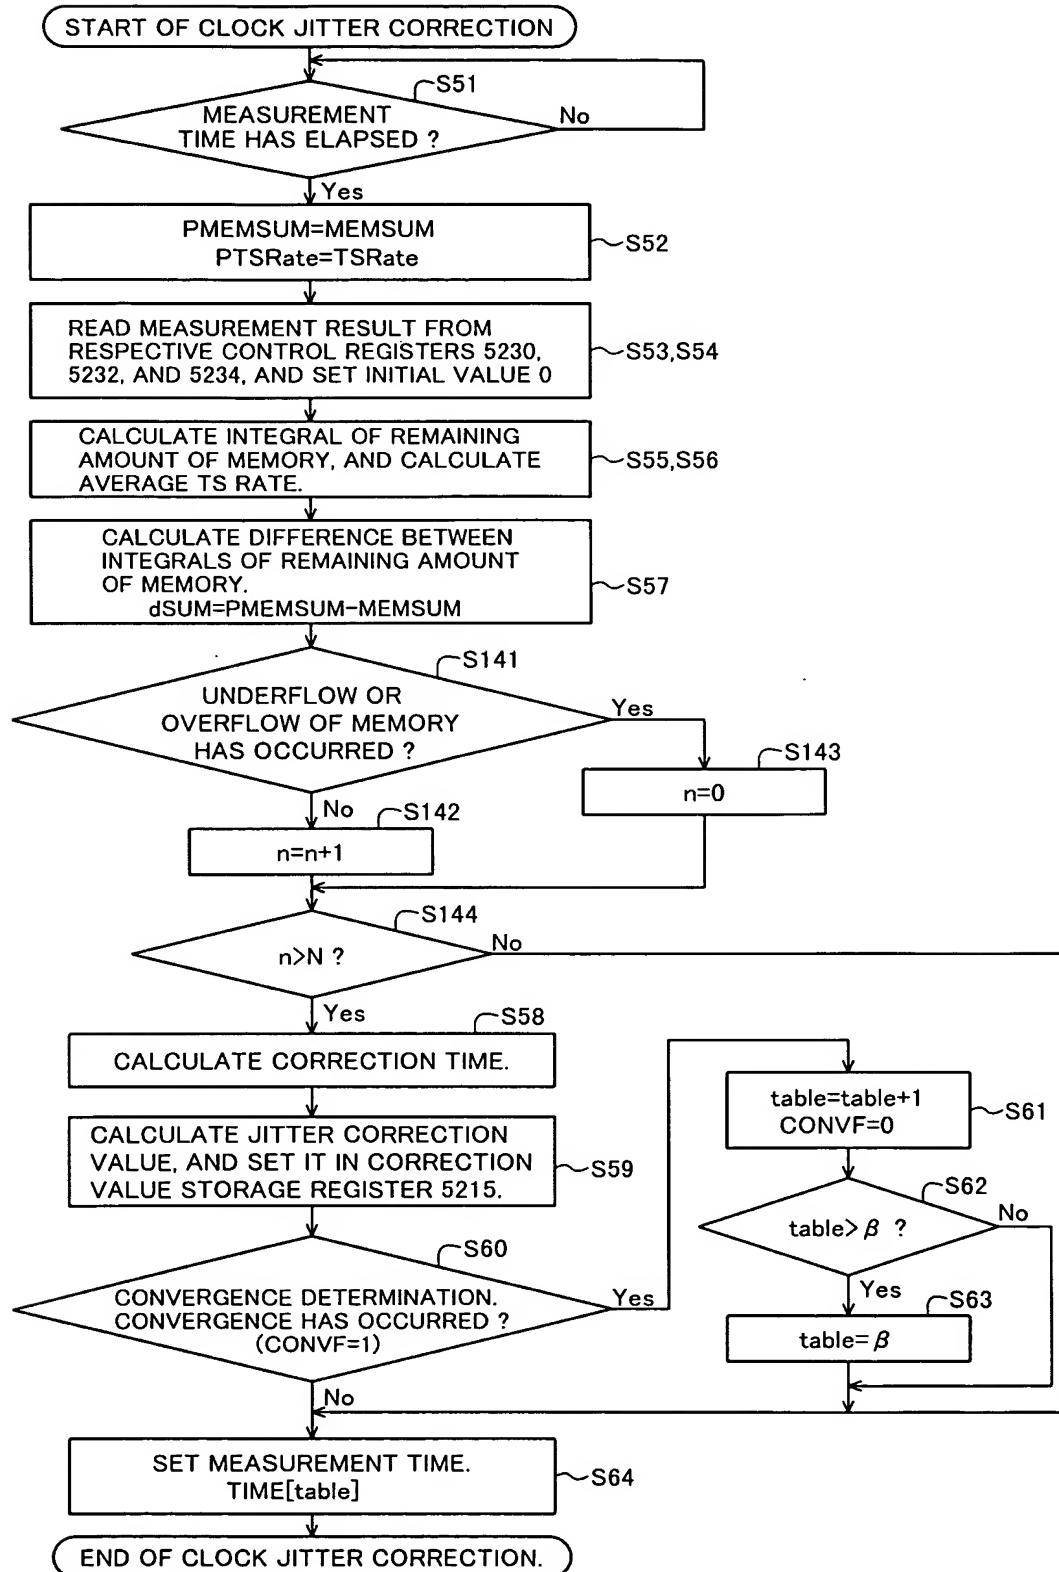 START OF CLOCK JITTER CORRECTION
S51
MEASUREMENT
TIME HAS ELAPSED ?
No
Yes
PMEMSUM=MEMSUM
PTSRate=TSRate
S52
READ MEASUREMENT RESULT FROM
RESPECTIVE CONTROL REGISTERS 5230,
5232, AND 5234, AND SET INITIAL VALUE 0
S53,S54
CALCULATE INTEGRAL OF REMAINING
AMOUNT OF MEMORY, AND CALCULATE
AVERAGE TS RATE.
S55,S56
CALCULATE DIFFERENCE BETWEEN
INTEGRALS OF REMAINING AMOUNT
OF MEMORY.
dSUM=PMEMSUM-MEMSUM
S57
S141
UNDERFLOW OR
OVERFLOW OF MEMORY
HAS OCCURRED ?
Yes
S143
n=0
No
S142
n=n+1
S144
n>N ?
No
Yes
S58
CALCULATE CORRECTION TIME.
CALCULATE JITTER CORRECTION
VALUE, AND SET IT IN CORRECTION
VALUE STORAGE REGISTER 5215.
S59
S60
CONVERGENCE DETERMINATION.
CONVERGENCE HAS OCCURRED ?
(CONVF=1)
Yes
No
table=table+1
CONVF=0
S61
S62
table>β ?
No
Yes
S63
table=β
SET MEASUREMENT TIME.
TIME[table]
S64
END OF CLOCK JITTER CORRECTION.